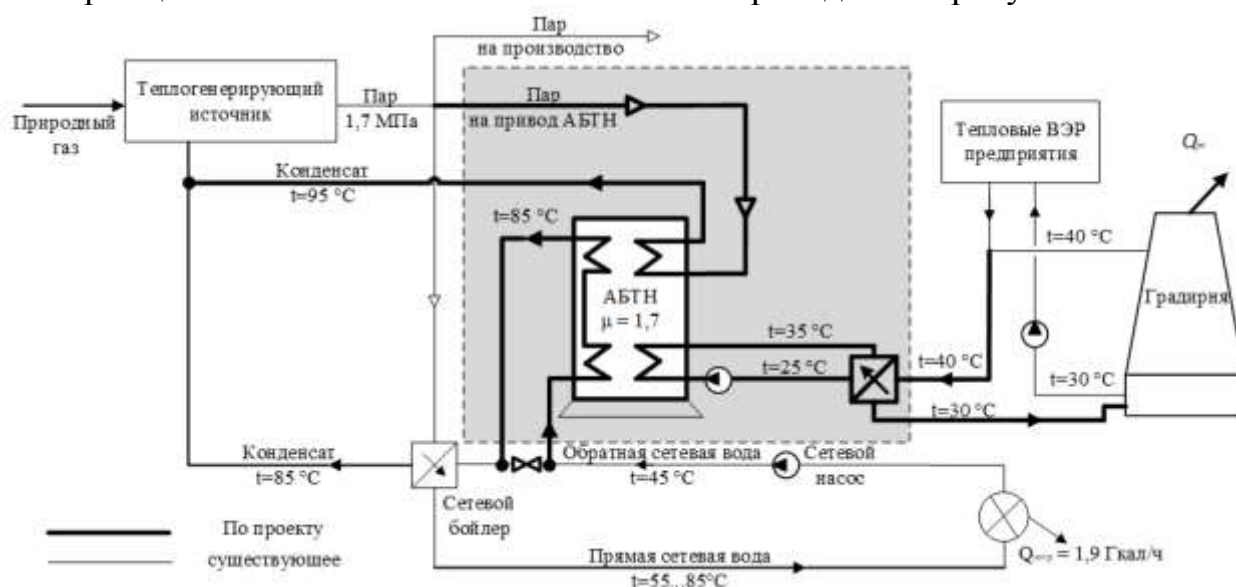 Пар
на производство
Теплогенерирующий
источник
Пар
1,7 МПа
Пар
на привод АБТН
Природный
газ
Тепловые ВЭР
предприятия
Конденсат
t=95 °C
t=85 °C
t=40 °C
Градирня
АБТН
μ = 1,7
t=35 °C
t=25 °C
t=40 °C
t=30 °C
t=30 °C
Конденсат
t=85 °C
Обратная сетевая вода
t=45°C
Сетевой
насос
Сетевой
бойлер
По проекту
существующее
Прямая сетевая вода
t=55...85°C
= 1,9 Гкал/ч